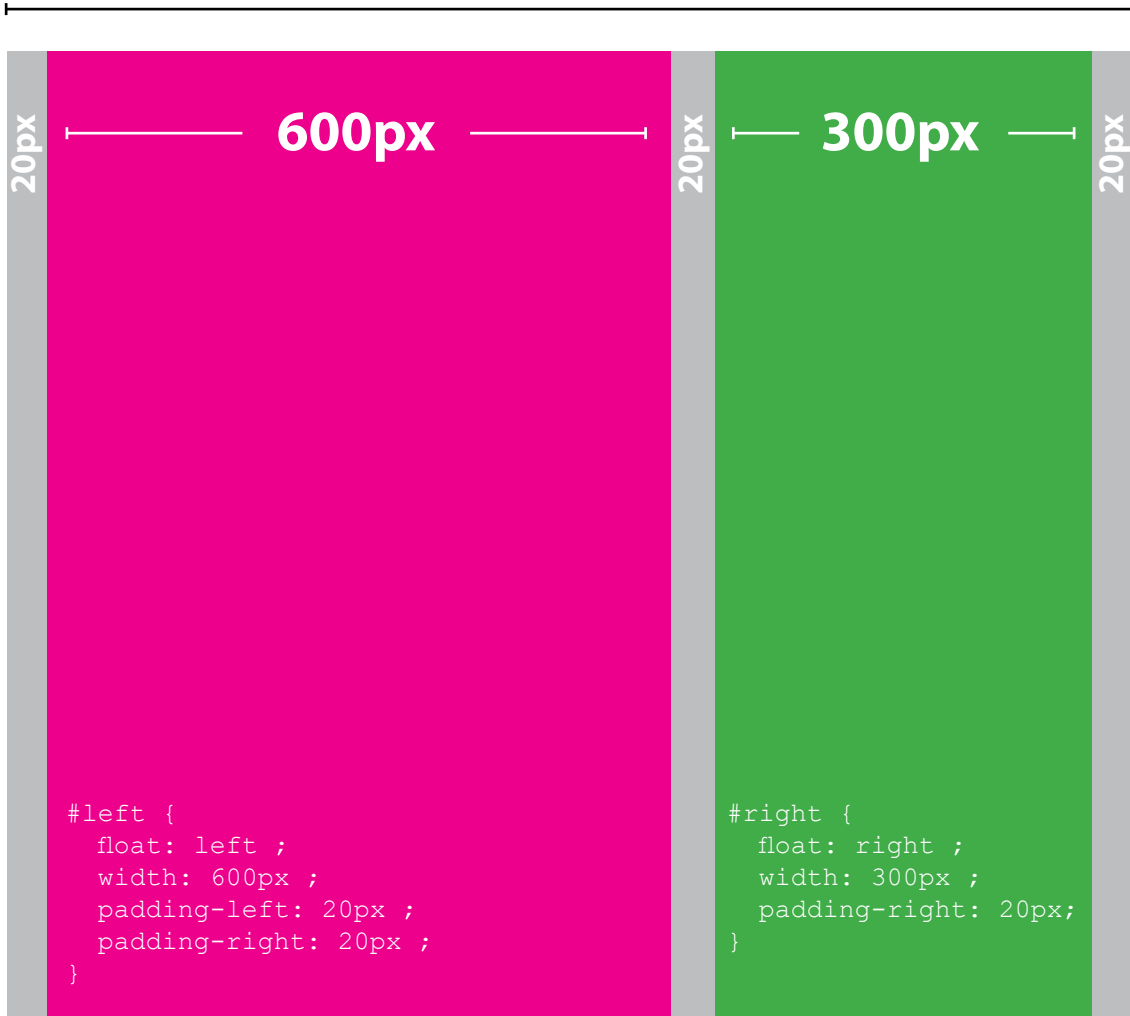 20px
600px
20px
300px
20px
#left {
  float: left ;
  width: 600px ;
  padding-left: 20px ;
  padding-right: 20px ;
}
#right {
  float: right ;
  width: 300px ;
  padding-right: 20px;
}